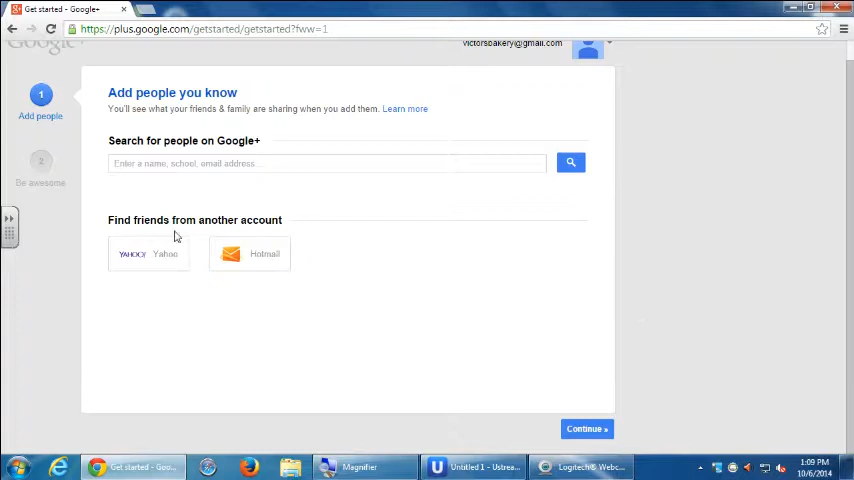 Get started - Google+
https://plus.google.com/getstarted/getstarted?fww=1
Google+
victorsbakery@gmail.com
1
Add people
2
Be awesome
Add people you know
You'll see what your friends & family are sharing when you add them. Learn more
Search for people on Google+
Enter a name, school, email address...
Find friends from another account
YAHOO! Yahoo
Hotmail
Continue »
Get started - Goo...
Magnifier
U Untitled 1 - Ustrea...
Logitech® Webc...
1:09 PM
10/6/2014